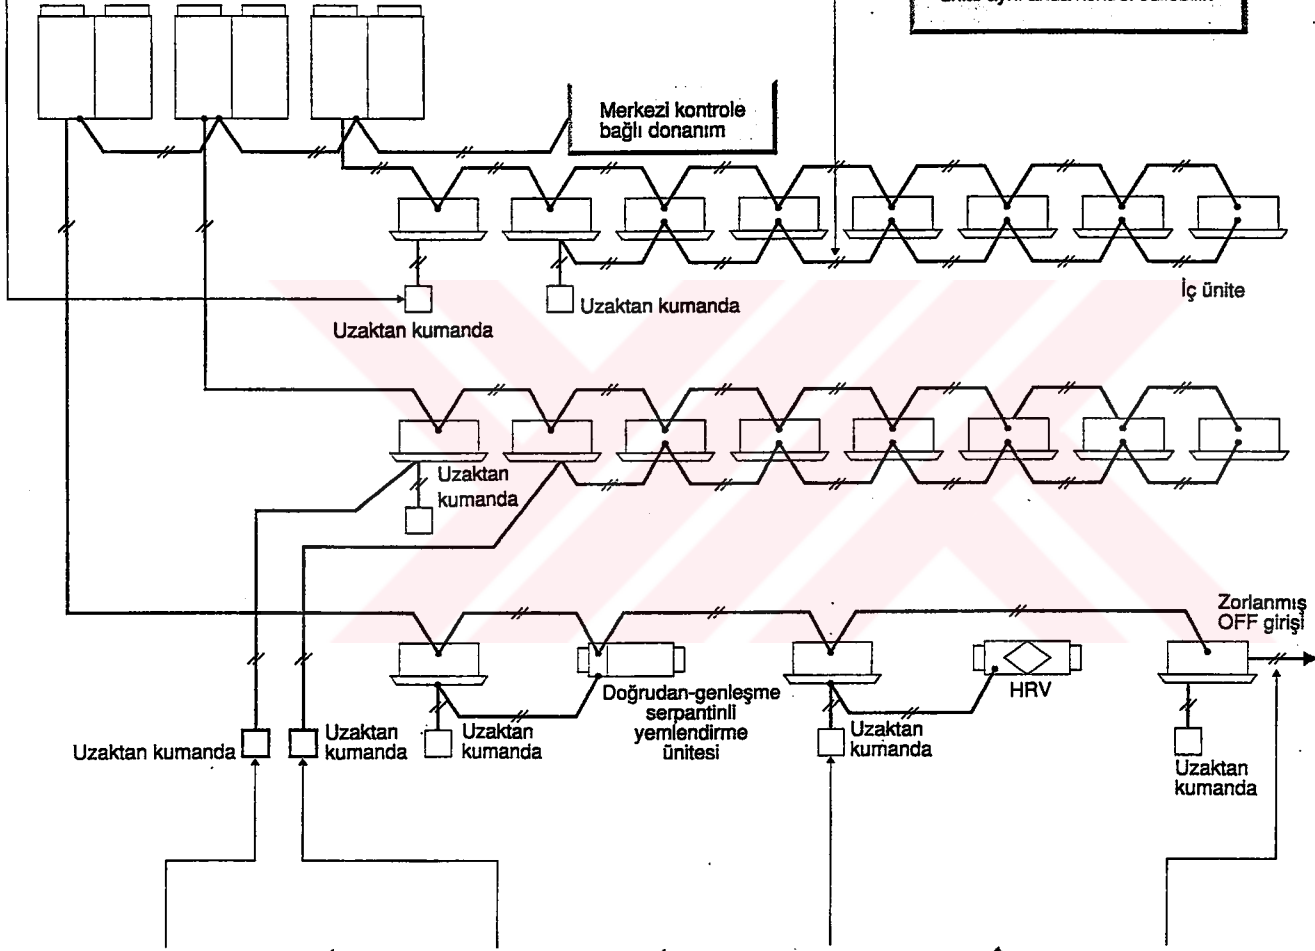 Merkezi kontrole
bağlı donanım
İç ünite
Uzaktan kumanda
Uzaktan kumanda
Uzaktan
kumanda
Zorlanmış
OFF girişi
Doğrudan-genleşme
serpantinli
yemlendirme
ünitesi
HRV
Uzaktan kumanda
Uzaktan
kumanda
Uzaktan
kumanda
Uzaktan
kumanda
Uzaktan
kumanda